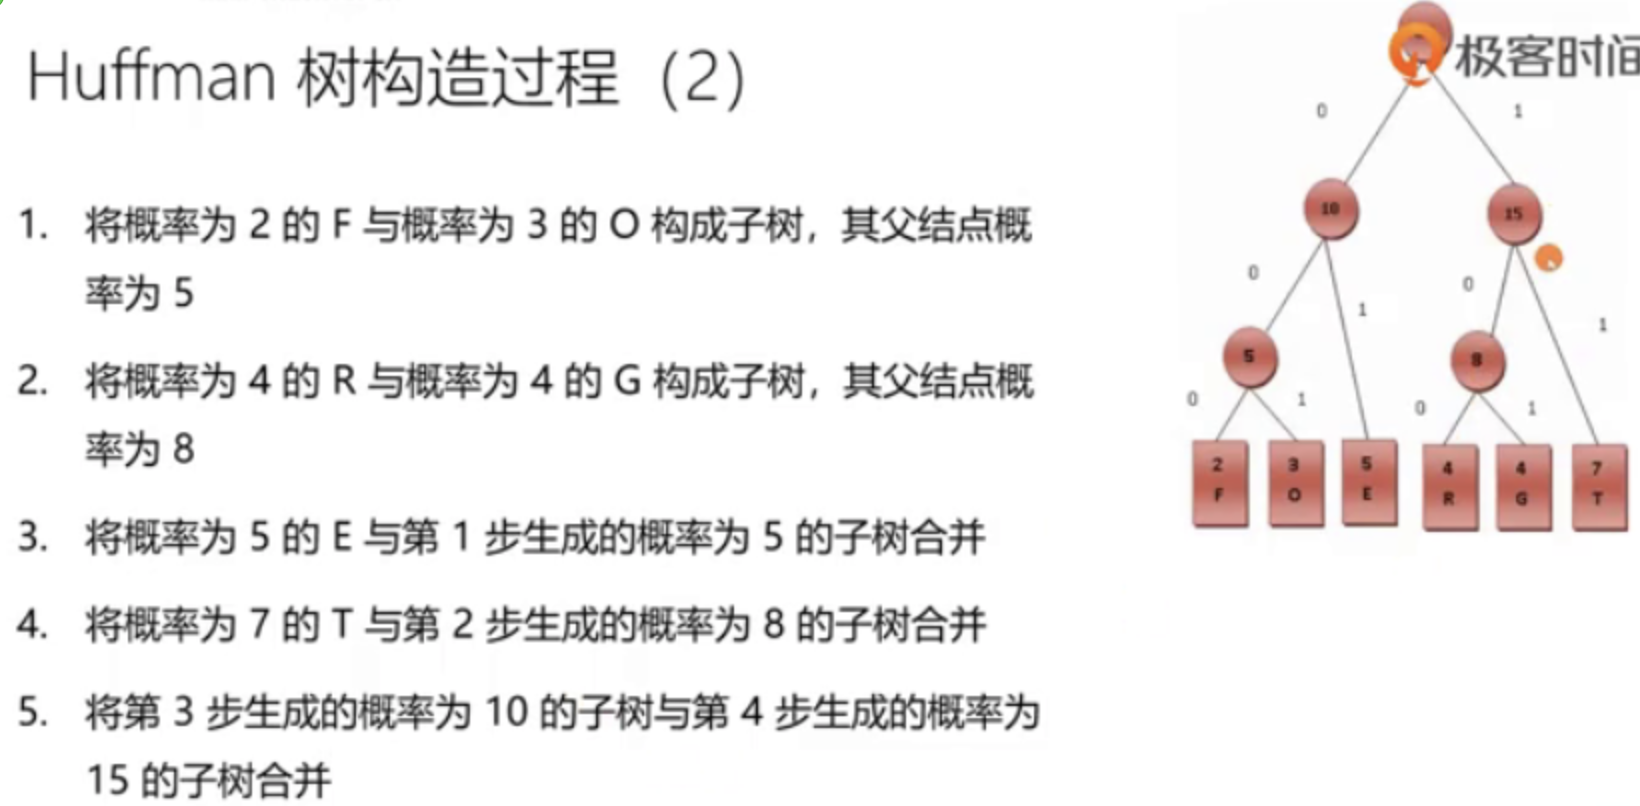 Huffman 树构造过程（2）
极客时间
1. 将概率为 2 的 F 与概率为 3 的 O 构成子树，其父结点概
率为 5
2. 将概率为 4 的 R 与概率为 4 的 G 构成子树，其父结点概
率为 8
3. 将概率为 5 的 E 与第 1 步生成的概率为 5 的子树合并
4. 将概率为 7 的 T 与第 2 步生成的概率为 8 的子树合并
5. 将第 3 步生成的概率为 10 的子树与第 4 步生成的概率为
15 的子树合并
0 1
10 15
0 1 0 1
5 8
0 1 0 1
2 3 5 4 4 7
F O E R G T